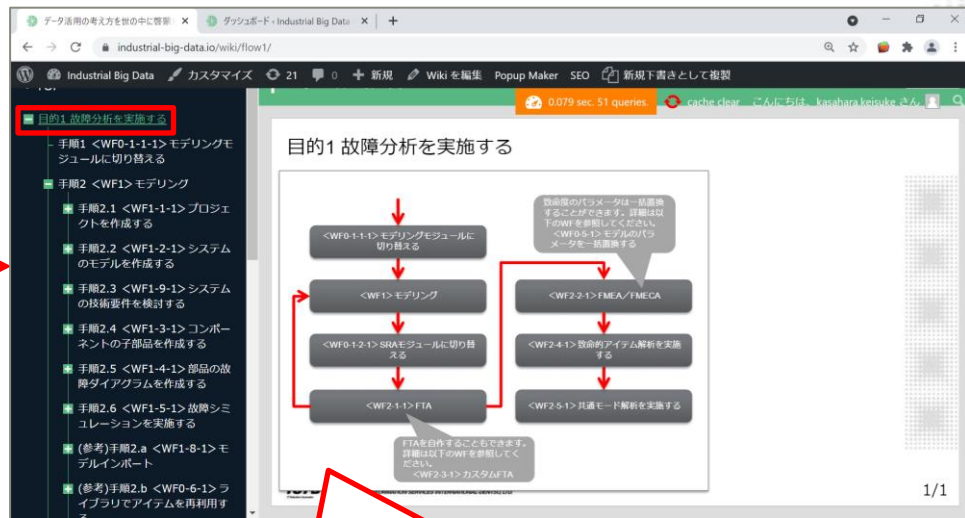 データ活用の考え方を世の中に啓蒙
ダッシュボード ‹ Industrial Big Data
industrial-big-data.io/wiki/flow1/
Industrial Big Data カスタマイズ 21 0 新規 Wiki を編集 Popup Maker SEO 新規下書きとして複製
0.079 sec. 51 queries. cache clear こんにちは、kasahara.keisuke さん
目的1 故障分析を実施する
手順1 <WF0-1-1-1> モデリングモ
ジュールに切り替える
手順2 <WF1> モデリング
手順2.1 <WF1-1-1> プロジェ
クトを作成する
手順2.2 <WF1-2-1> システム
のモデルを作成する
手順2.3 <WF1-9-1> システム
の技術要件を検討する
手順2.4 <WF1-3-1> コンポー
ネントの子部品を作成する
手順2.5 <WF1-4-1> 部品の故
障ダイアグラムを作成する
手順2.6 <WF1-5-1> 故障シミ
ュレーションを実施する
(参考)手順2.a <WF1-8-1> モ
デルインポート
(参考)手順2.b <WF0-6-1> ラ
イブラリでアイテムを再利用す
目的1 故障分析を実施する
<WF0-1-1-1> モデリングモジュールに
切り替える
<WF1> モデリング
<WF0-1-2-1> SRAモジュールに切り替
える
<WF2-1-1> FTA
FTAを自作することもできます。
詳細は以下のWFを参照してく
ださい。
<WF2-3-1> カスタムFTA
致命度のパラメータは一括置換
することができます。詳細は以
下のWFを参照してください。
<WF0-5-1> モデルのパラ
メータを一括置換する
<WF2-2-1> FMEA/FMECA
<WF2-4-1> 致命的アイテム解析を実施
する
<WF2-5-1> 共通モード解析を実施する
1/1